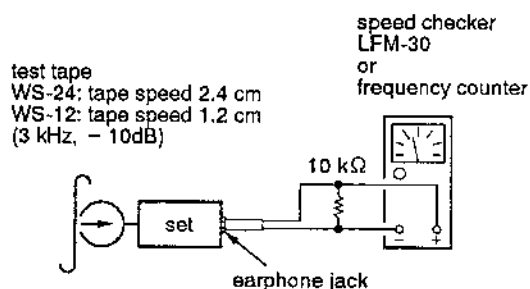 speed checker
LFM-30
or
frequency counter
test tape
WS-24: tape speed 2.4 cm
WS-12: tape speed 1.2 cm
(3 kHz, − 10dB)
10 kΩ
set
− +
earphone jack